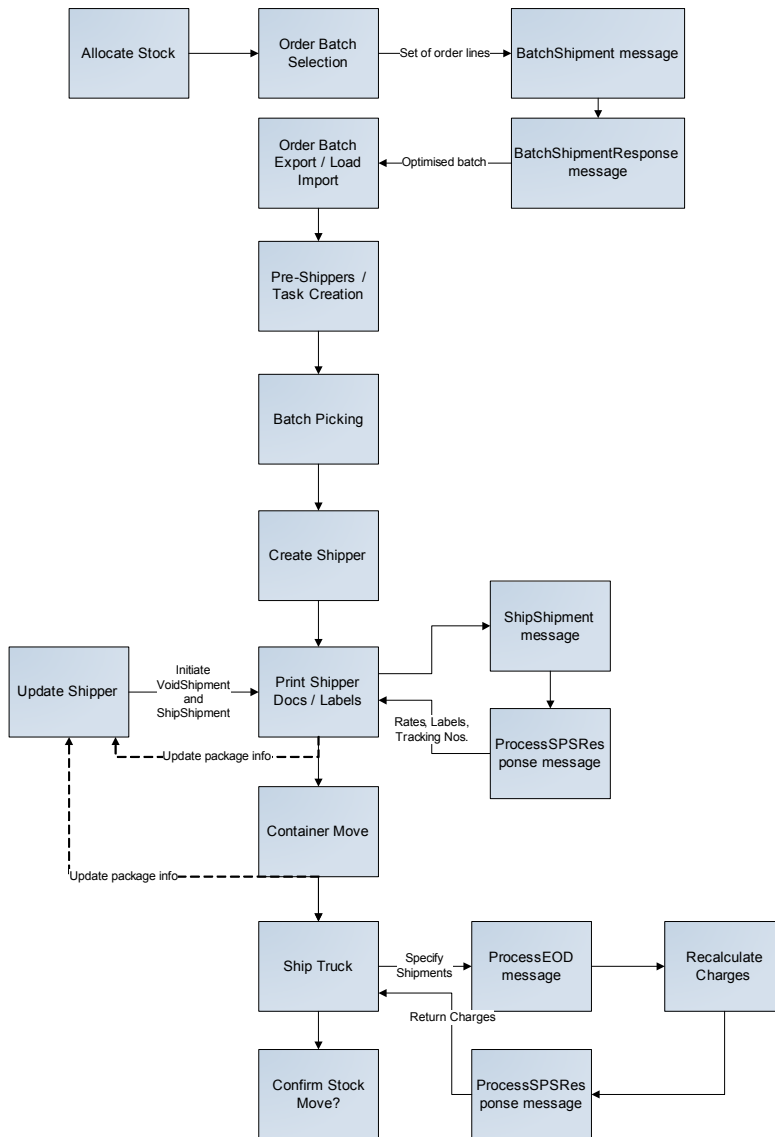 Allocate Stock
Order Batch
Selection
Set of order lines
BatchShipment message
Order Batch
Export / Load
Import
Optimised batch
BatchShipmentResponse
message
Pre-Shippers /
Task Creation
Batch Picking
Create Shipper
ShipShipment
message
Update Shipper
Initiate
VoidShipment
and
ShipShipment
Print Shipper
Docs / Labels
Rates, Labels,
Tracking Nos.
ProcessSPSRes
ponse message
Update package info
Container Move
Update package info
Ship Truck
Specify
Shipments
ProcessEOD
message
Recalculate
Charges
Return Charges
Confirm Stock
Move?
ProcessSPSRes
ponse message